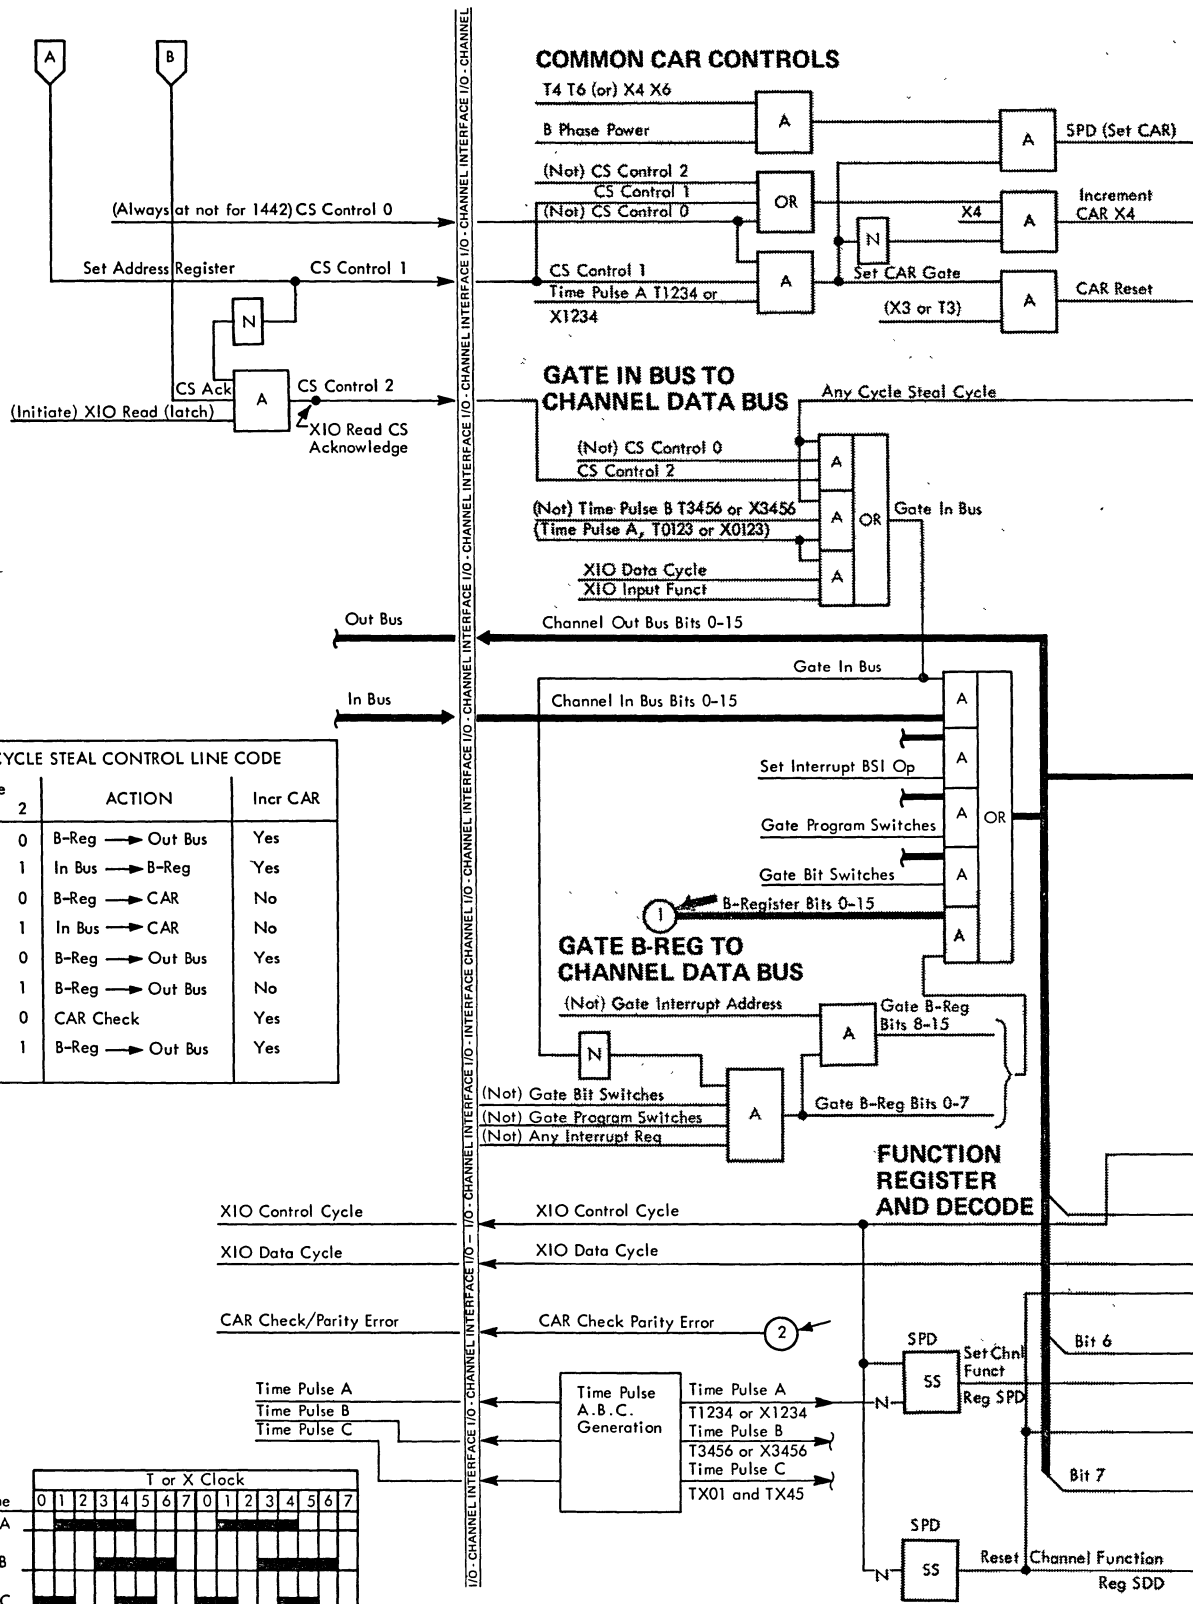 A
B
COMMON CAR CONTROLS
T4 T6 (or) X4 X6
A
B Phase Power
A
SPD (Set CAR)
(Not) CS Control 2
CS Control 1
OR
(Always at not for 1442) CS Control 0
(Not) CS Control 0
X4
A
Increment
CAR X4
N
Set Address Register
CS Control 1
CS Control 1
A
Set CAR Gate
Time Pulse A T1234 or
X1234
(X3 or T3)
A
CAR Reset
N
CS Ack
A
CS Control 2
(Initiate) XIO Read (latch)
XIO Read CS
Acknowledge
GATE IN BUS TO
CHANNEL DATA BUS
Any Cycle Steal Cycle
(Not) CS Control 0
CS Control 2
A
(Not) Time Pulse B T3456 or X3456
(Time Pulse A, T0123 or X0123)
A
OR
Gate In Bus
XIO Data Cycle
XIO Input Funct
A
Out Bus
Channel Out Bus Bits 0-15
Gate In Bus
In Bus
Channel In Bus Bits 0-15
A
Set Interrupt BSI Op
A
Gate Program Switches
A
OR
Gate Bit Switches
A
1
B-Register Bits 0-15
A
CYCLE STEAL CONTROL LINE CODE
e
2
ACTION
Incr CAR
0 B-Reg → Out Bus Yes
1 In Bus → B-Reg Yes
0 B-Reg → CAR No
1 In Bus → CAR No
0 B-Reg → Out Bus Yes
1 B-Reg → Out Bus No
0 CAR Check Yes
1 B-Reg → Out Bus Yes
GATE B-REG TO
CHANNEL DATA BUS
(Not) Gate Interrupt Address
A
Gate B-Reg
Bits 8-15
N
(Not) Gate Bit Switches
(Not) Gate Program Switches
(Not) Any Interrupt Req
A
Gate B-Reg Bits 0-7
FUNCTION
REGISTER
AND DECODE
XIO Control Cycle
XIO Control Cycle
XIO Data Cycle
XIO Data Cycle
CAR Check/Parity Error
CAR Check Parity Error
2
SPD
SS
Set Chnl
Funct
Reg SPD
N
Bit 6
Time Pulse A
Time Pulse B
Time Pulse C
Time Pulse
A.B.C.
Generation
Time Pulse A
T1234 or X1234
Time Pulse B
T3456 or X3456
Time Pulse C
TX01 and TX45
Bit 7
T or X Clock
0 1 2 3 4 5 6 7 0 1 2 3 4 5 6 7
A
B
C
SPD
N
SS
Reset Channel Function
Reg SDD
I/O - CHANNEL INTERFACE I/O - CHANNEL INTERFACE I/O - CHANNEL INTERFACE I/O - CHANNEL INTERFACE I/O - CHANNEL INTERFACE I/O - CHANNEL INTERFACE I/O - CHANNEL INTERFACE I/O - CHANNEL